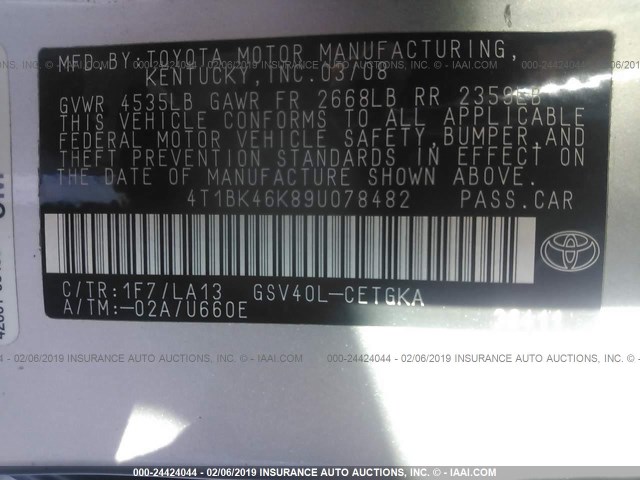 MFD.BY TOYOTA MOTOR MANUFACTURING,
KENTUCKY, INC. 03/08
GVWR 4535LB GAWR FR 2668LB RR 2359LB
THIS VEHICLE CONFORMS TO ALL APPLICABLE
FEDERAL MOTOR VEHICLE SAFETY,BUMPER,AND
THEFT PREVENTION STANDARDS IN EFFECT ON
THE DATE OF MANUFACTURE SHOWN ABOVE.
4T1BK46K89U078482 PASS.CAR
C/TR:1F7/LA13 GSV40L-CETGKA
A/TM:-02A/U660E
000-24424044 - 02/06/2019 INSURANCE AUTO AUCTIONS - © IAAI.COM
000-24424044 - 02/06/2019 INSURANCE AUTO AUCTIONS - © IAAI.COM
000-24424044 - 02/06/2019 INSURANCE AUTO AUCTIONS - © IAAI.COM